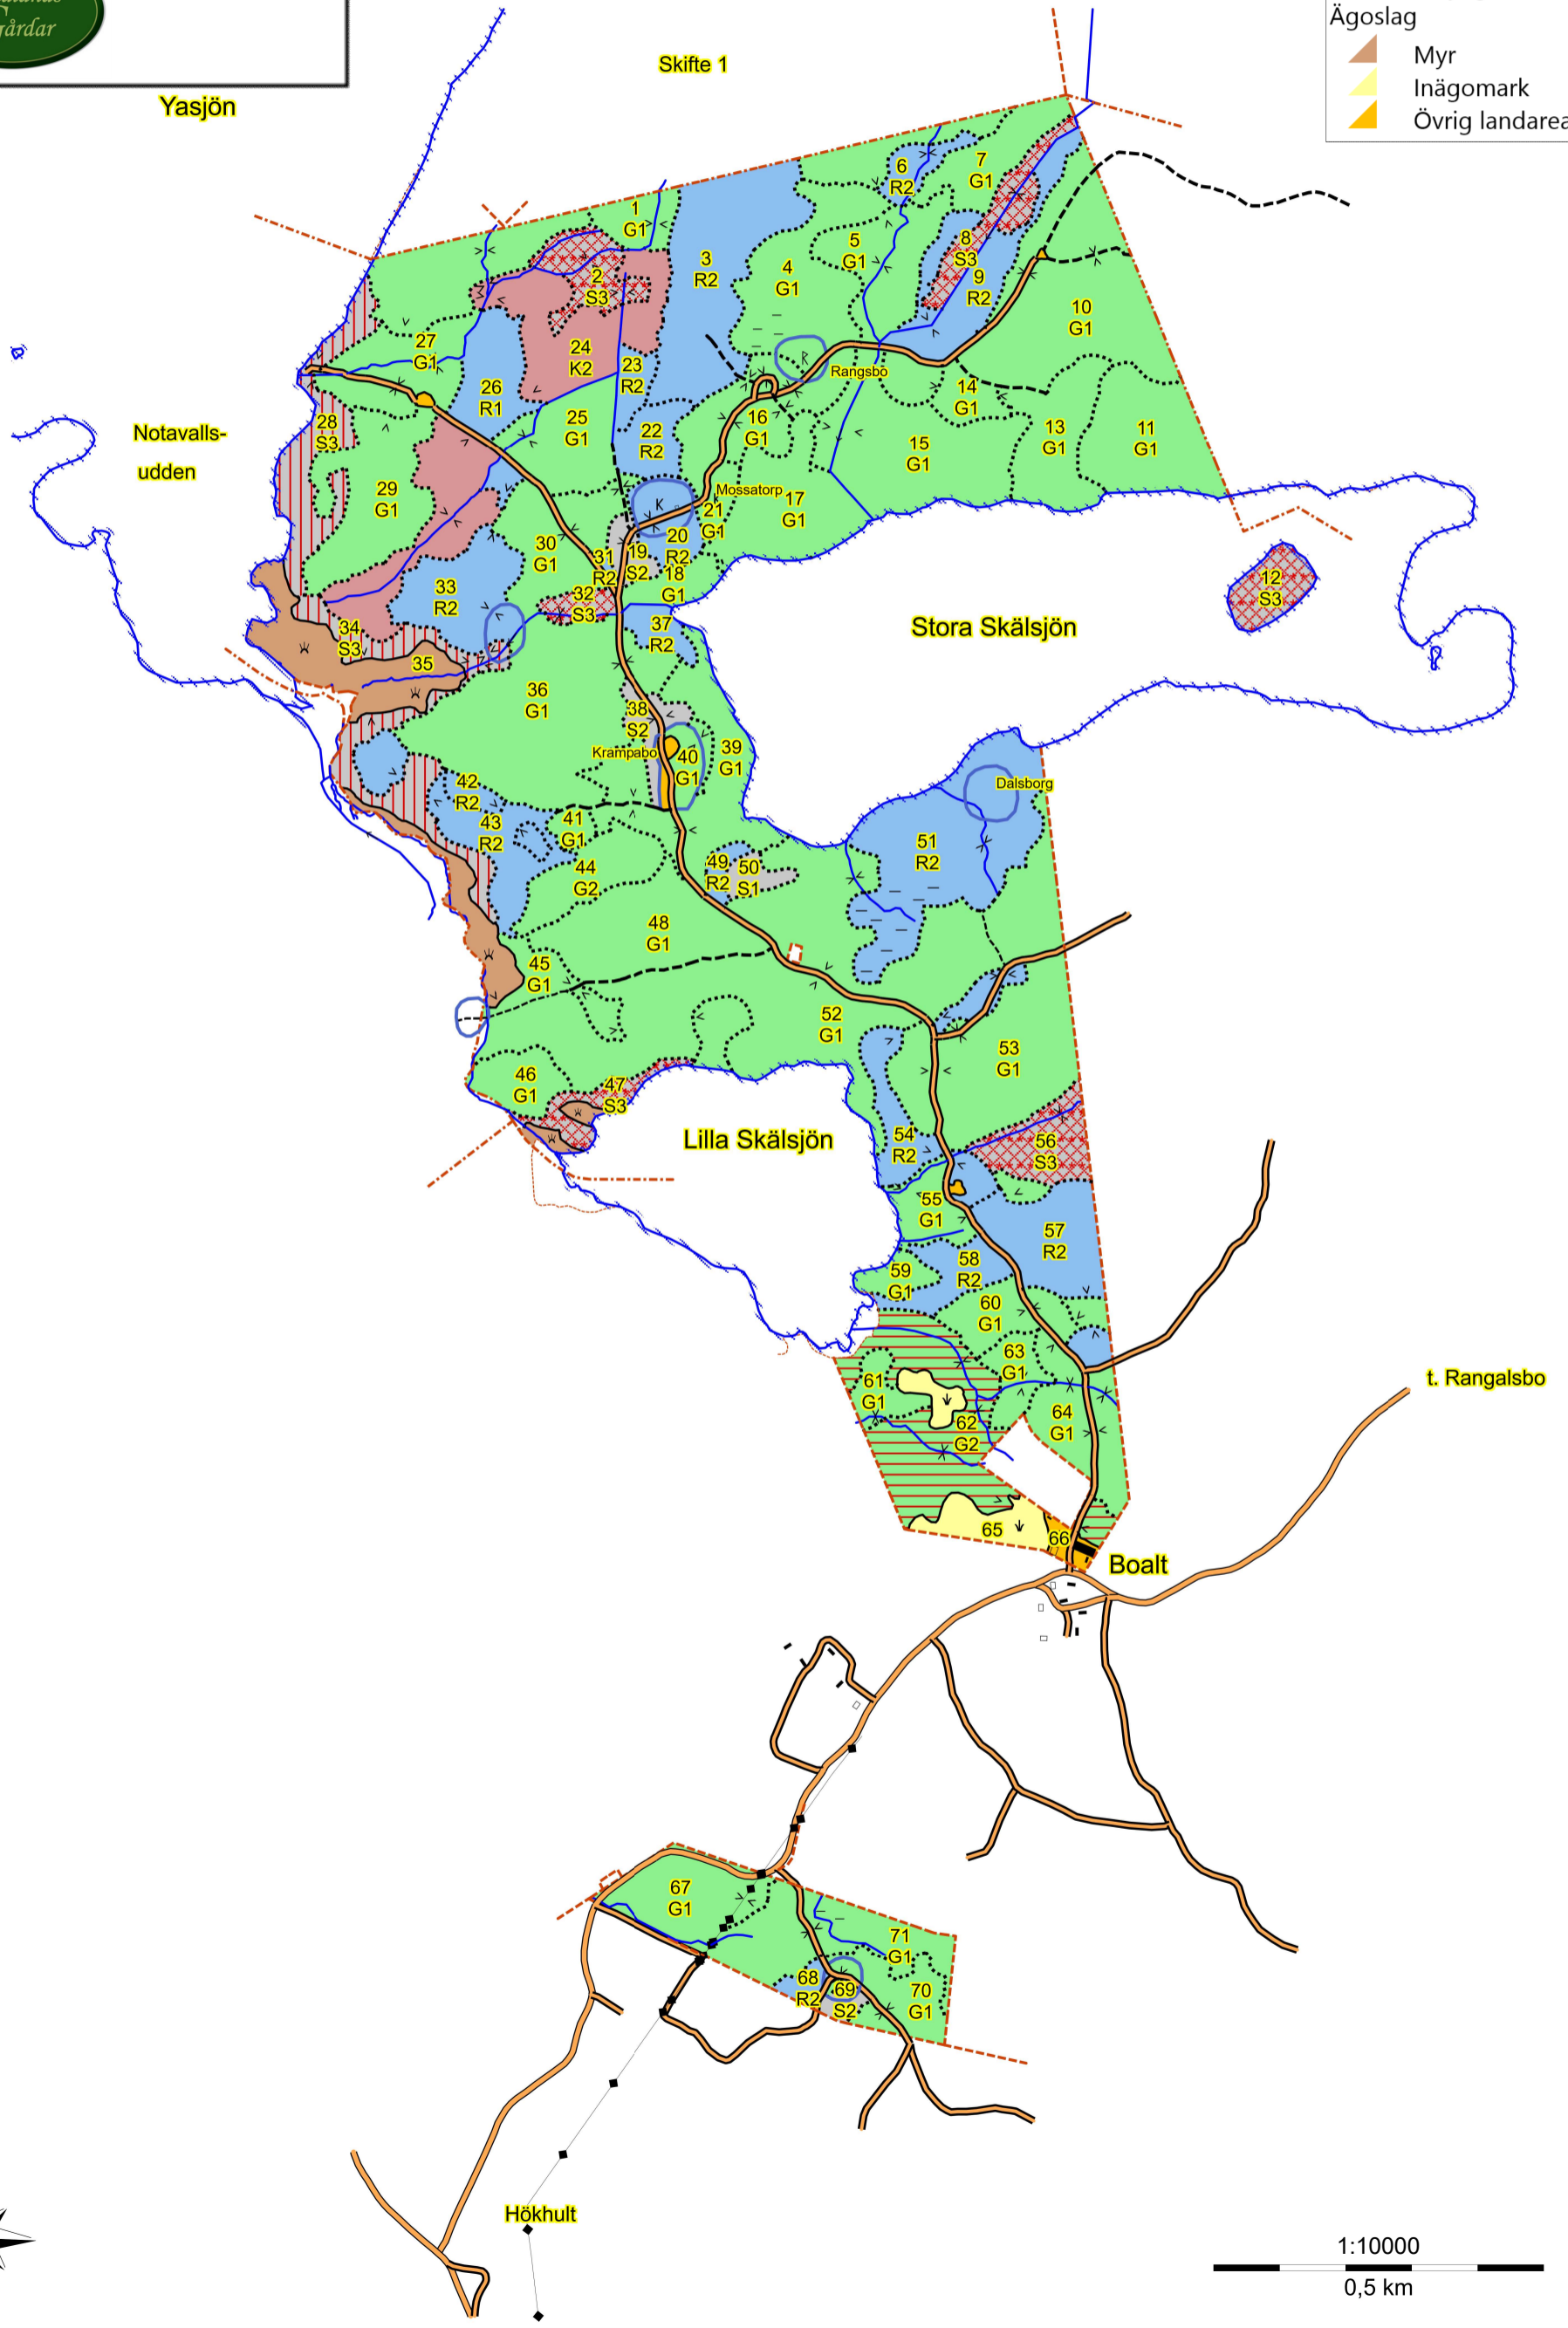 Gårdar
Ägoslag
Myr
Inägomark
Övrig landarea
Skifte 1
Yasjön
1
G1
2
S3
3
R2
4
G1
5
G1
6
R2
7
G1
8
S3
9
R2
10
G1
27
G1
26
R1
24
K2
23
R2
25
G1
22
R2
R
Rangsbo
16
G1
14
G1
15
G1
13
G1
11
G1
Notavalls-
udden
28
S3
29
G1
K
Mossatorp
17
G1
21
G1
20
R2
19
S2
18
G1
30
G1
31
R2
32
S3
33
R2
34
S3
35
12
S3
Stora Skälsjön
37
R2
36
G1
38
S2
Krampabo
40
G1
39
G1
42
R2
43
R2
41
G1
44
G2
49
R2
50
S1
Dalsborg
51
R2
48
G1
45
G1
52
G1
53
G1
46
G1
47
S3
Lilla Skälsjön
54
R2
56
S3
55
G1
57
R2
58
R2
59
G1
60
G1
63
G1
61
G1
62
G2
64
G1
t. Rangalsbo
65
66
Boalt
67
G1
71
G1
68
R2
69
S2
70
G1
Hökhult
1:10000
0,5 km